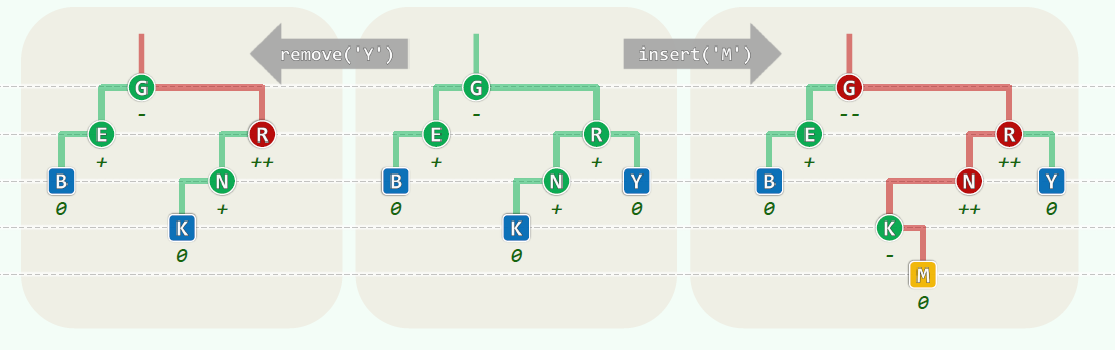 remove('Y')
insert('M')
G
-
E
+
R
++
B
0
N
+
K
0
G
-
E
+
R
+
B
0
N
+
Y
0
K
0
G
--
E
+
R
++
B
0
N
++
Y
0
K
-
M
0